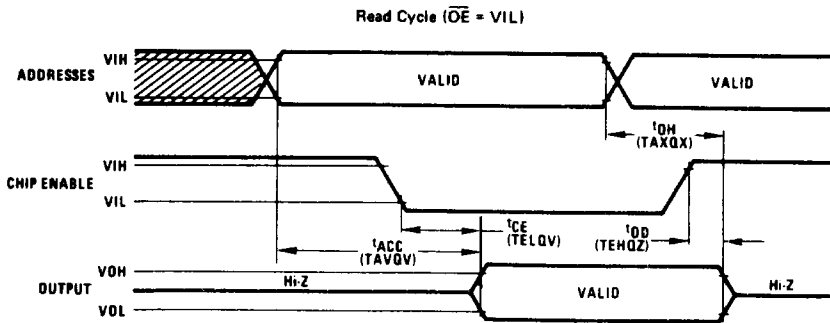 Read Cycle (OE = VIL)
VIH
ADDRESSES
VALID
VALID
VIL
tOH
(TAXQX)
VIH
CHIP ENABLE
VIL
tCE
(TELQV)
tOD
(TEHQZ)
tACC
(TAVQV)
VOH
Hi-Z
OUTPUT
VALID
Hi-Z
VOL